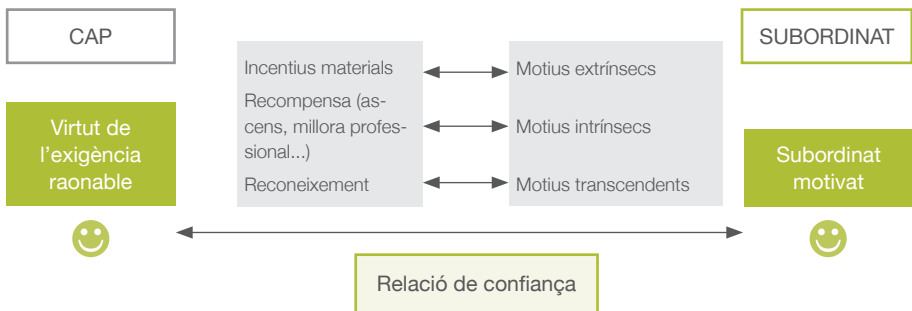 CAP
SUBORDINAT
Incentius materials
Motius extrínsecs
Recompensa (as-
cens, millora profes-
sional...)
Motius intrínsecs
Reconeixement
Motius transcendents
Virtut de
l’exigència
raonable
Subordinat
motivat
Relació de confiança